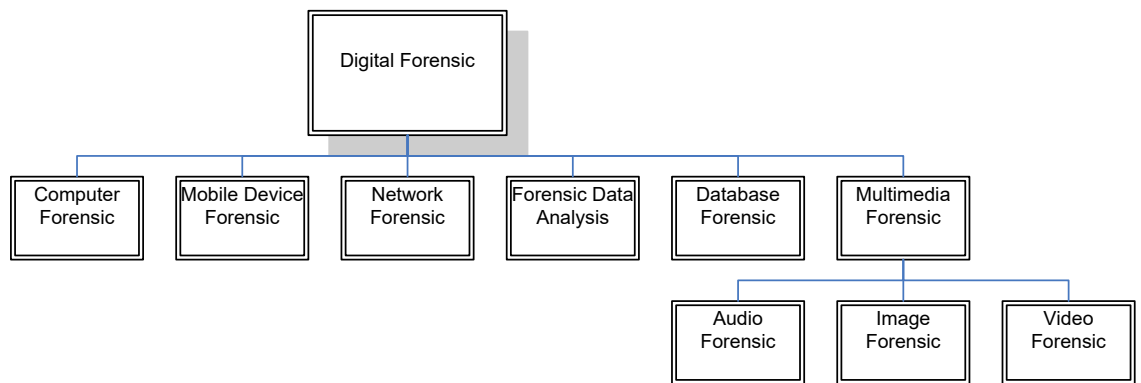 Digital Forensic
Computer
Forensic
Mobile Device
Forensic
Network
Forensic
Forensic Data
Analysis
Database
Forensic
Multimedia
Forensic
Audio
Forensic
Image
Forensic
Video
Forensic